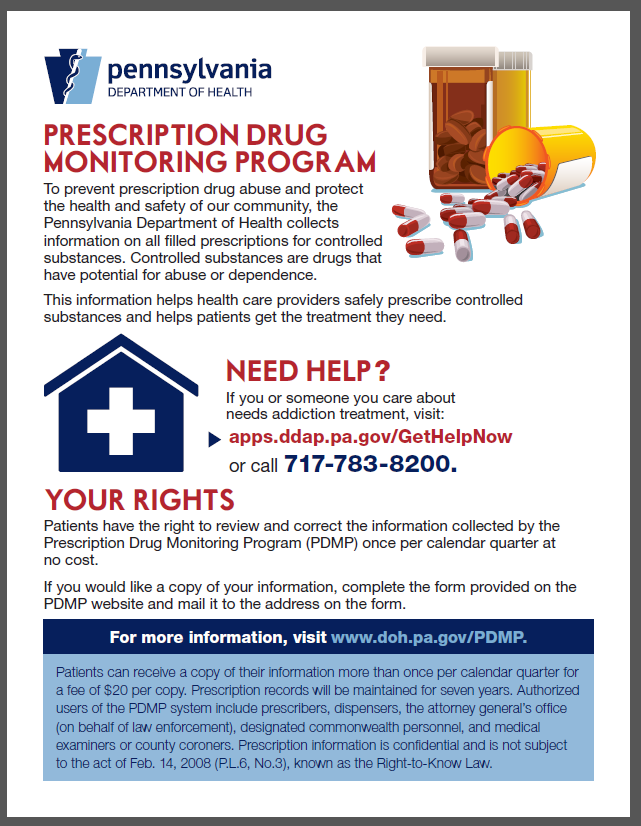 pennsylvania
DEPARTMENT OF HEALTH
PRESCRIPTION DRUG
MONITORING PROGRAM
To prevent prescription drug abuse and protect
the health and safety of our community, the
Pennsylvania Department of Health collects
information on all filled prescriptions for controlled
substances. Controlled substances are drugs that
have potential for abuse or dependence.
This information helps health care providers safely prescribe controlled
substances and helps patients get the treatment they need.
NEED HELP?
If you or someone you care about
needs addiction treatment, visit:
apps.ddap.pa.gov/GetHelpNow
or call 717-783-8200.
YOUR RIGHTS
Patients have the right to review and correct the information collected by the
Prescription Drug Monitoring Program (PDMP) once per calendar quarter at
no cost.
If you would like a copy of your information, complete the form provided on the
PDMP website and mail it to the address on the form.
For more information, visit www.doh.pa.gov/PDMP.
Patients can receive a copy of their information more than once per calendar quarter for
a fee of $20 per copy. Prescription records will be maintained for seven years. Authorized
users of the PDMP system include prescribers, dispensers, the attorney general's office
(on behalf of law enforcement), designated commonwealth personnel, and medical
examiners or county coroners. Prescription information is confidential and is not subject
to the act of Feb. 14, 2008 (P.L.6, No.3), known as the Right-to-Know Law.